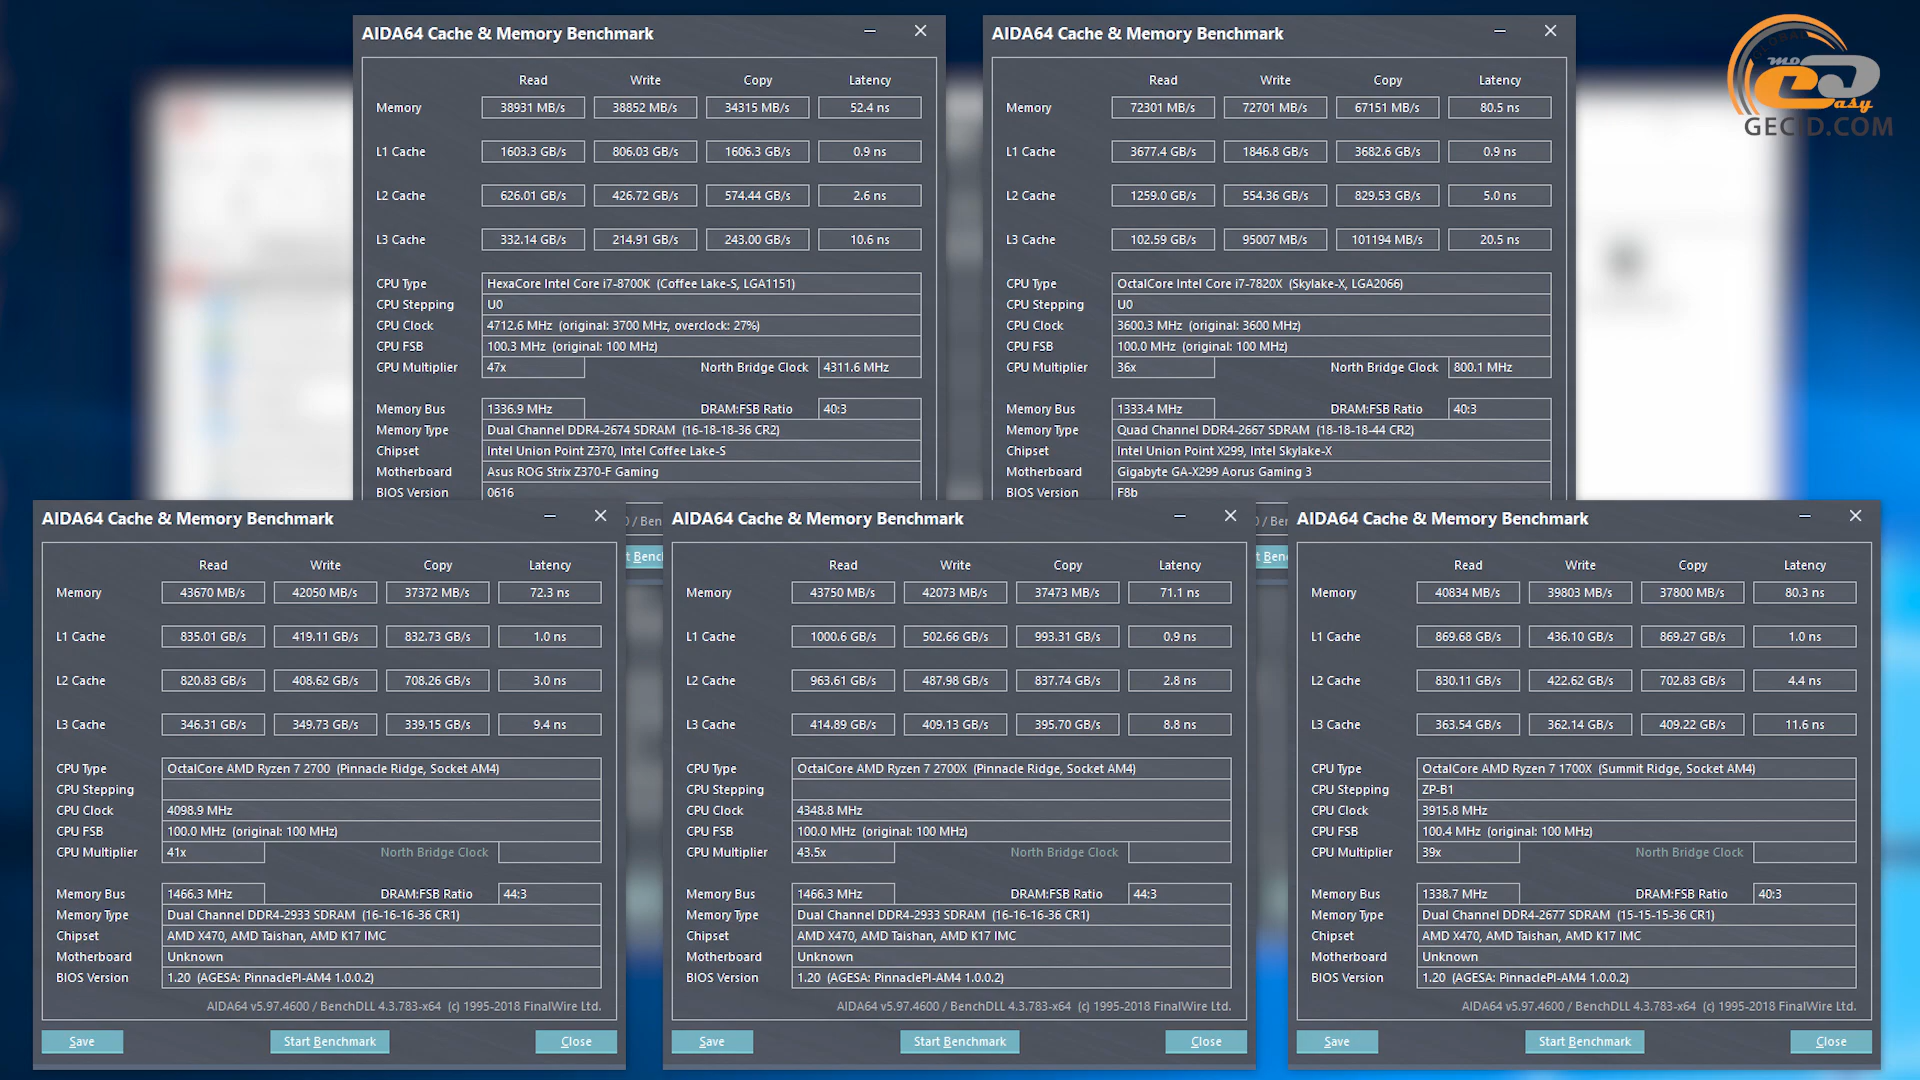 AIDA64 Cache & Memory Benchmark
Read Write Copy Latency
Memory 38931 MB/s 38852 MB/s 34315 MB/s 52.4 ns
L1 Cache 1603.3 GB/s 806.03 GB/s 1606.3 GB/s 0.9 ns
L2 Cache 626.01 GB/s 426.72 GB/s 574.44 GB/s 2.6 ns
L3 Cache 332.14 GB/s 214.91 GB/s 243.00 GB/s 10.6 ns
CPU Type HexaCore Intel Core i7-8700K (Coffee Lake-S, LGA1151)
CPU Stepping U0
CPU Clock 4712.6 MHz (original: 3700 MHz, overclock: 27%)
CPU FSB 100.3 MHz (original: 100 MHz)
CPU Multiplier 47x North Bridge Clock 4311.6 MHz
Memory Bus 1336.9 MHz DRAM:FSB Ratio 40:3
Memory Type Dual Channel DDR4-2674 SDRAM (16-18-18-36 CR2)
Chipset Intel Union Point Z370, Intel Coffee Lake-S
Motherboard Asus ROG Strix Z370-F Gaming
BIOS Version 0616
AIDA64 Cache & Memory Benchmark
Read Write Copy Latency
Memory 72301 MB/s 72701 MB/s 67151 MB/s 80.5 ns
L1 Cache 3677.4 GB/s 1846.8 GB/s 3682.6 GB/s 0.9 ns
L2 Cache 1259.0 GB/s 554.36 GB/s 829.53 GB/s 5.0 ns
L3 Cache 102.59 GB/s 95007 MB/s 101194 MB/s 20.5 ns
CPU Type OctalCore Intel Core i7-7820X (Skylake-X, LGA2066)
CPU Stepping U0
CPU Clock 3600.3 MHz (original: 3600 MHz)
CPU FSB 100.0 MHz (original: 100 MHz)
CPU Multiplier 36x North Bridge Clock 800.1 MHz
Memory Bus 1333.4 MHz DRAM:FSB Ratio 40:3
Memory Type Quad Channel DDR4-2667 SDRAM (18-18-18-44 CR2)
Chipset Intel Union Point X299, Intel Skylake-X
Motherboard Gigabyte GA-X299 Aorus Gaming 3
BIOS Version F8b
GLOBAL
mo
easy
GECID.COM
AIDA64 Cache & Memory Benchmark
Read Write Copy Latency
Memory 43670 MB/s 42050 MB/s 37372 MB/s 72.3 ns
L1 Cache 835.01 GB/s 419.11 GB/s 832.73 GB/s 1.0 ns
L2 Cache 820.83 GB/s 408.62 GB/s 708.26 GB/s 3.0 ns
L3 Cache 346.31 GB/s 349.73 GB/s 339.15 GB/s 9.4 ns
CPU Type OctalCore AMD Ryzen 7 2700 (Pinnacle Ridge, Socket AM4)
CPU Stepping
CPU Clock 4098.9 MHz
CPU FSB 100.0 MHz (original: 100 MHz)
CPU Multiplier 41x North Bridge Clock
Memory Bus 1466.3 MHz DRAM:FSB Ratio 44:3
Memory Type Dual Channel DDR4-2933 SDRAM (16-16-16-36 CR1)
Chipset AMD X470, AMD Taishan, AMD K17 IMC
Motherboard Unknown
BIOS Version 1.20 (AGESA: PinnaclePI-AM4 1.0.0.2)
AIDA64 v5.97.4600 / BenchDLL 4.3.783-x64 (c) 1995-2018 FinalWire Ltd.
Save Start Benchmark Close
0 / Ben
t Benc
AIDA64 Cache & Memory Benchmark
Read Write Copy Latency
Memory 43750 MB/s 42073 MB/s 37473 MB/s 71.1 ns
L1 Cache 1000.6 GB/s 502.66 GB/s 993.31 GB/s 0.9 ns
L2 Cache 963.61 GB/s 487.98 GB/s 837.74 GB/s 2.8 ns
L3 Cache 414.89 GB/s 409.13 GB/s 395.70 GB/s 8.8 ns
CPU Type OctalCore AMD Ryzen 7 2700X (Pinnacle Ridge, Socket AM4)
CPU Stepping
CPU Clock 4348.8 MHz
CPU FSB 100.0 MHz (original: 100 MHz)
CPU Multiplier 43.5x North Bridge Clock
Memory Bus 1466.3 MHz DRAM:FSB Ratio 44:3
Memory Type Dual Channel DDR4-2933 SDRAM (16-16-16-36 CR1)
Chipset AMD X470, AMD Taishan, AMD K17 IMC
Motherboard Unknown
BIOS Version 1.20 (AGESA: PinnaclePI-AM4 1.0.0.2)
AIDA64 v5.97.4600 / BenchDLL 4.3.783-x64 (c) 1995-2018 FinalWire Ltd.
Save Start Benchmark Close
0 / Be
t Ben
AIDA64 Cache & Memory Benchmark
Read Write Copy Latency
Memory 40834 MB/s 39803 MB/s 37800 MB/s 80.3 ns
L1 Cache 869.68 GB/s 436.10 GB/s 869.27 GB/s 1.0 ns
L2 Cache 830.11 GB/s 422.62 GB/s 702.83 GB/s 4.4 ns
L3 Cache 363.54 GB/s 362.14 GB/s 409.22 GB/s 11.6 ns
CPU Type OctalCore AMD Ryzen 7 1700X (Summit Ridge, Socket AM4)
CPU Stepping ZP-B1
CPU Clock 3915.8 MHz
CPU FSB 100.4 MHz (original: 100 MHz)
CPU Multiplier 39x North Bridge Clock
Memory Bus 1338.7 MHz DRAM:FSB Ratio 40:3
Memory Type Dual Channel DDR4-2677 SDRAM (15-15-15-36 CR1)
Chipset AMD X470, AMD Taishan, AMD K17 IMC
Motherboard Unknown
BIOS Version 1.20 (AGESA: PinnaclePI-AM4 1.0.0.2)
AIDA64 v5.97.4600 / BenchDLL 4.3.783-x64 (c) 1995-2018 FinalWire Ltd.
Save Start Benchmark Close